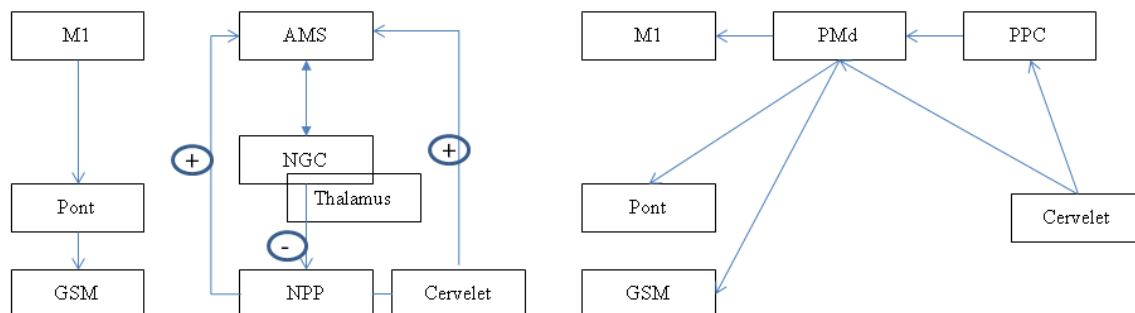 M1
AMS
M1
PMd
PPC
+
NGC
+
Thalamus
Pont
Pont
Cervelet
-
GSM
NPP
Cervelet
GSM